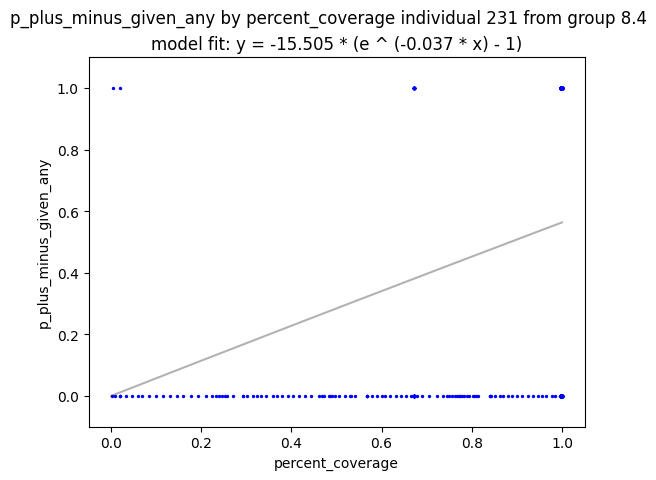 p_plus_minus_given_any by percent_coverage individual 231 from group 8.4
model fit: y = -15.505 * (e ^ (-0.037 * x) - 1)
1.0
0.8
0.6
0.4
0.2
0.0
p_plus_minus_given_any
0.0 0.2 0.4 0.6 0.8 1.0
percent_coverage